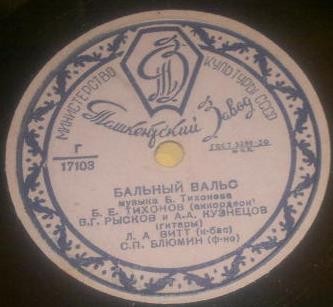 МИНИСТЕРСТВО КУЛЬТУРЫ СССР
Ташкентский Завод
Г
17103
ГОСТ 5289-50
БАЛЬНЫЙ ВАЛЬС
музыка Б. Тихонова
Б. Е. ТИХОНОВ (аккордеон)
В.Г. РЫСКОВ и А.А. КУЗНЕЦОВ
(гитары)
Л. А ВИТТ (к-бас)
С.П. БЛЮМИН (ф-но)